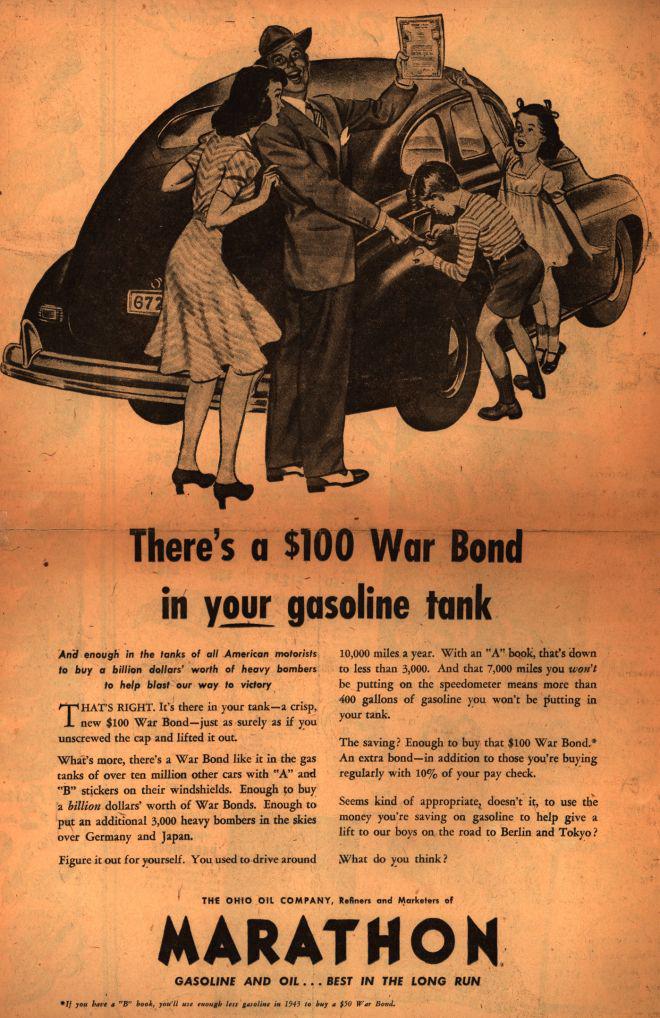 672
There's a $100 War Bond
in your gasoline tank
And enough in the tanks of all American motorists
to buy a billion dollars' worth of heavy bombers
to help blast our way to victory
THAT'S RIGHT. It's there in your tank—a crisp,
new $100 War Bond—just as surely as if you
unscrewed the cap and lifted it out.
What's more, there's a War Bond like it in the gas
tanks of over ten million other cars with "A" and
"B" stickers on their windshields. Enough to buy
a billion dollars' worth of War Bonds. Enough to
put an additional 3,000 heavy bombers in the skies
over Germany and Japan.
Figure it out for yourself. You used to drive around
10,000 miles a year. With an "A" book, that's down
to less than 3,000. And that 7,000 miles you won't
be putting on the speedometer means more than
400 gallons of gasoline you won't be putting in
your tank.
The saving? Enough to buy that $100 War Bond.*
An extra bond—in addition to those you're buying
regularly with 10% of your pay check.
Seems kind of appropriate, doesn't it, to use the
money you're saving on gasoline to help give a
lift to our boys on the road to Berlin and Tokyo?
What do you think?
THE OHIO OIL COMPANY, Refiners and Marketers of
MARATHON
GASOLINE AND OIL...BEST IN THE LONG RUN
*If you have a "B" book, you'll use enough less gasoline in 1943 to buy a $50 War Bond.